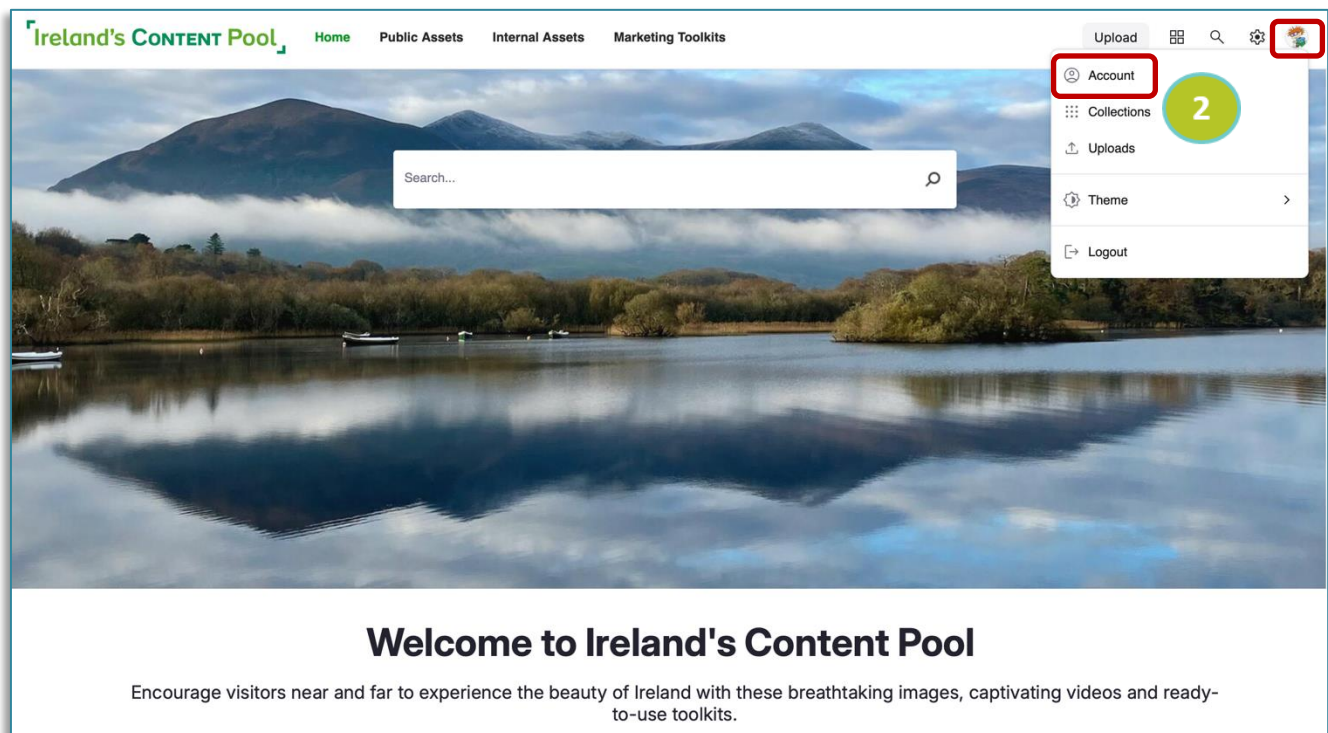 Ireland's CONTENT Pool
Home Public Assets Internal Assets Marketing Toolkits Upload
Account
Collections
2
Uploads
Theme
Logout
Search...
Welcome to Ireland's Content Pool
Encourage visitors near and far to experience the beauty of Ireland with these breathtaking images, captivating videos and ready-
to-use toolkits.